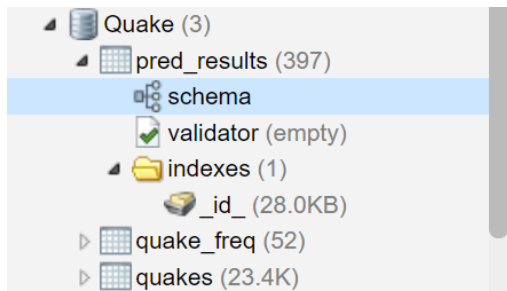 Quake (3)
pred_results (397)
schema
validator (empty)
indexes (1)
_id_ (28.0KB)
quake_freq (52)
quakes (23.4K)